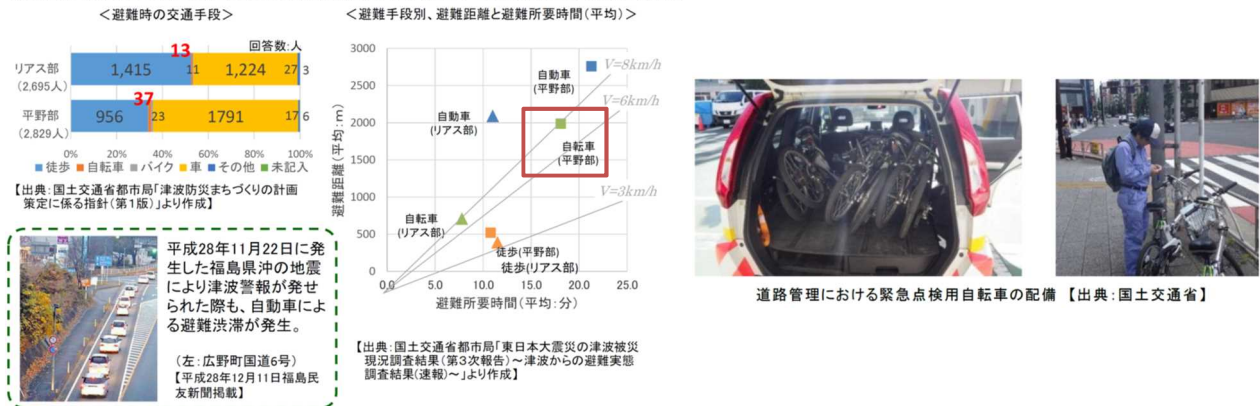 ＜避難時の交通手段＞
回答数:人
13
リアス部
(2,695人)
1,415
11
1,224
27
3
37
平野部
(2,829人)
956
23
1791
17
6
0%
20%
40%
60%
80%
100%
徒歩
自転車
バイク
車
その他
未記入
【出典:国土交通省都市局「津波防災まちづくりの計画
策定に係る指針(第1版)」より作成】
平成28年11月22日に発
生した福島県沖の地震
により津波警報が発せ
られた際も、自動車によ
る避難渋滞が発生。
(左:広野町国道6号)
【平成28年12月11日福島民
友新聞掲載】
＜避難手段別、避難距離と避難所要時間(平均)＞
避難距離(平均:m)
3000
2500
2000
1500
1000
500
0
0.0
5.0
10.0
15.0
20.0
25.0
避難所要時間(平均:分)
自動車
(平野部)
V=8km/h
V=6km/h
自動車
(リアス部)
自転車
(平野部)
V=3km/h
自転車
(リアス部)
徒歩(平野部)
徒歩(リアス部)
【出典:国土交通省都市局「東日本大震災の津波被災
現況調査結果(第3次報告)～津波からの避難実態
調査結果(速報)～」より作成】
道路管理における緊急点検用自転車の配備 【出典:国土交通省】